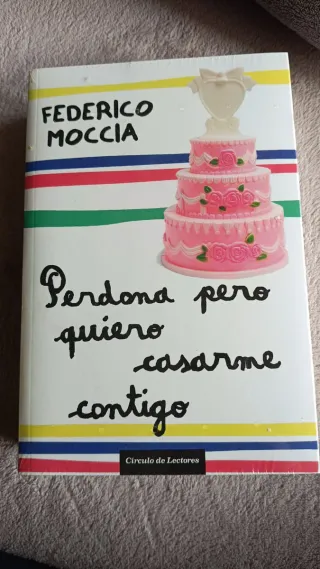 FEDERICO
MOCCIA
Perdona pero
quiero
casarme
contigo
Círculo de Lectores